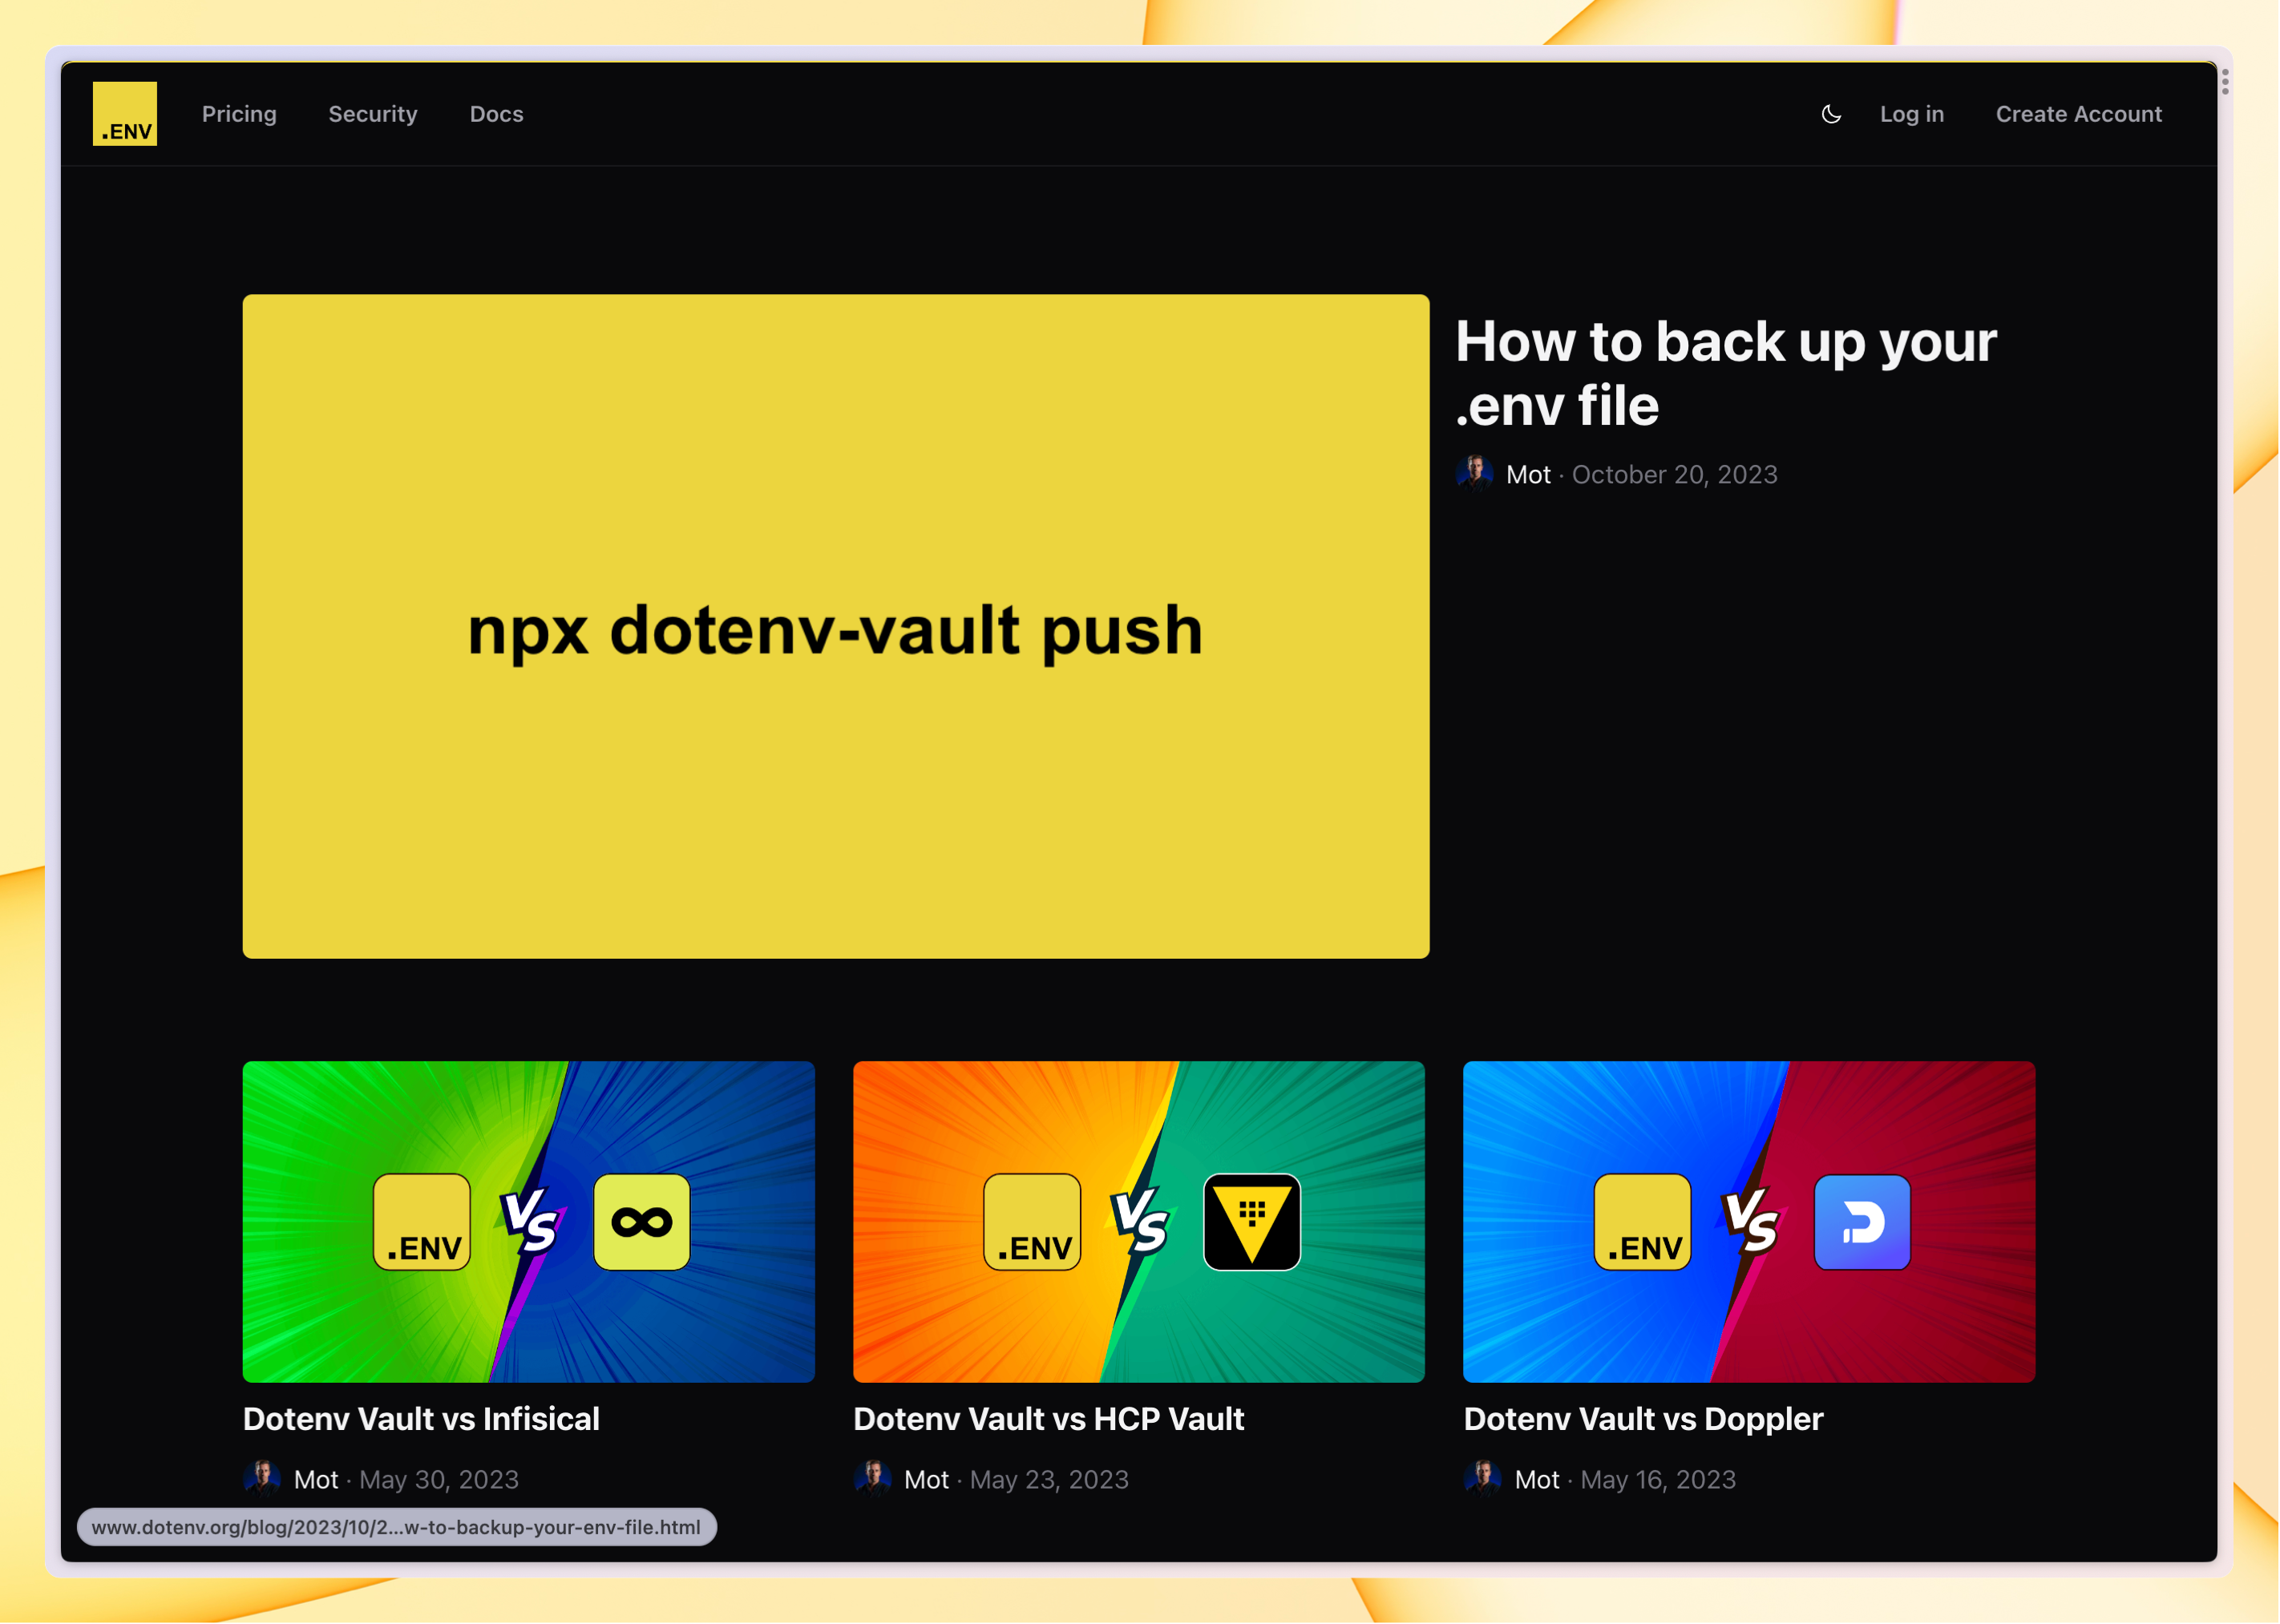 .ENV
Pricing
Security
Docs
Log in
Create Account
npx dotenv-vault push
How to back up your
.env file
Mot · October 20, 2023
.ENV
VS
.ENV
VS
.ENV
VS
Dotenv Vault vs Infisical
Dotenv Vault vs HCP Vault
Dotenv Vault vs Doppler
Mot · May 30, 2023
Mot · May 23, 2023
Mot · May 16, 2023
www.dotenv.org/blog/2023/10/2...w-to-backup-your-env-file.html